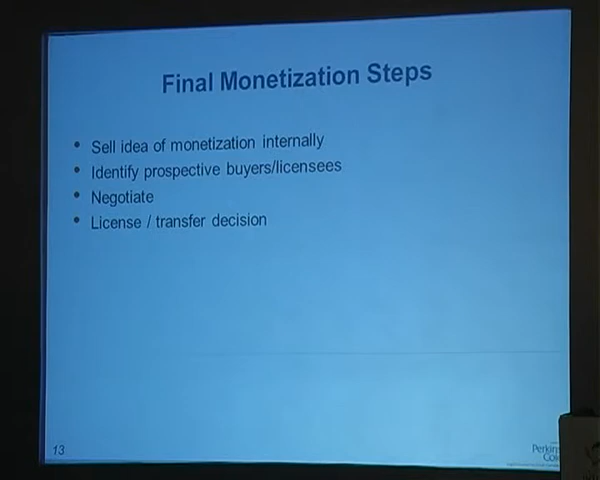 Final Monetization Steps
• Sell idea of monetization internally
• Identify prospective buyers/licensees
• Negotiate
• License / transfer decision
13